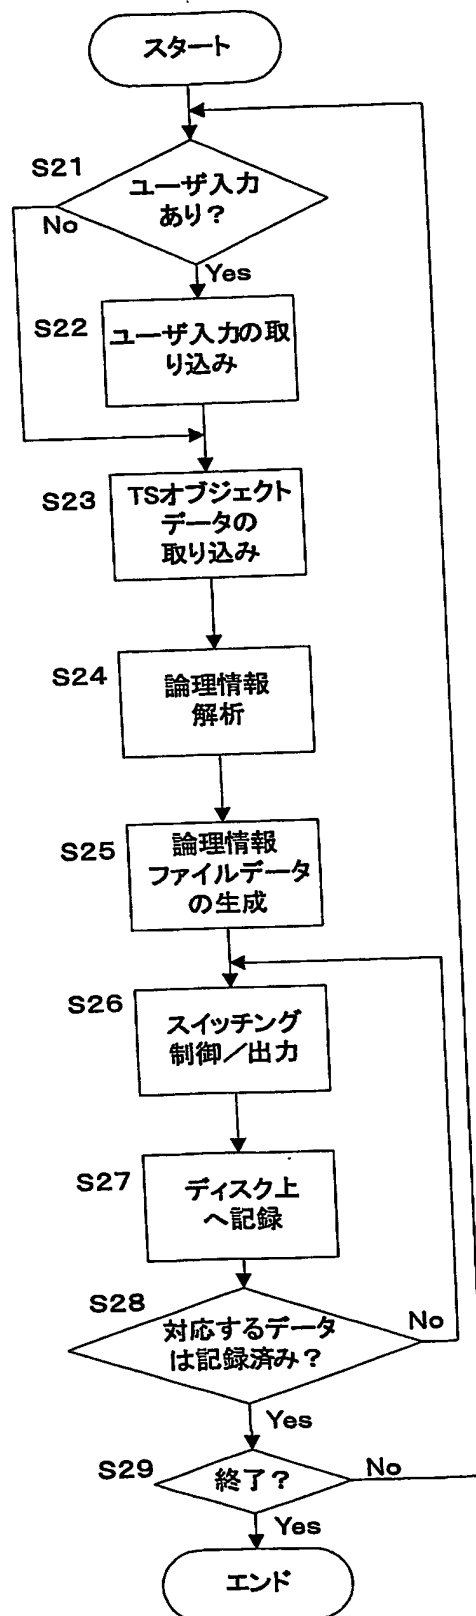 スタート
S21
ユーザ入力
あり？
No
Yes
S22
ユーザ入力の取
り込み
S23
TSオブジェクト
データの
取り込み
S24
論理情報
解析
S25
論理情報
ファイルデータ
の生成
S26
スイッチング
制御／出力
S27
ディスク上
へ記録
S28
対応するデータ
は記録済み？
No
Yes
S29
終了？
No
Yes
エンド